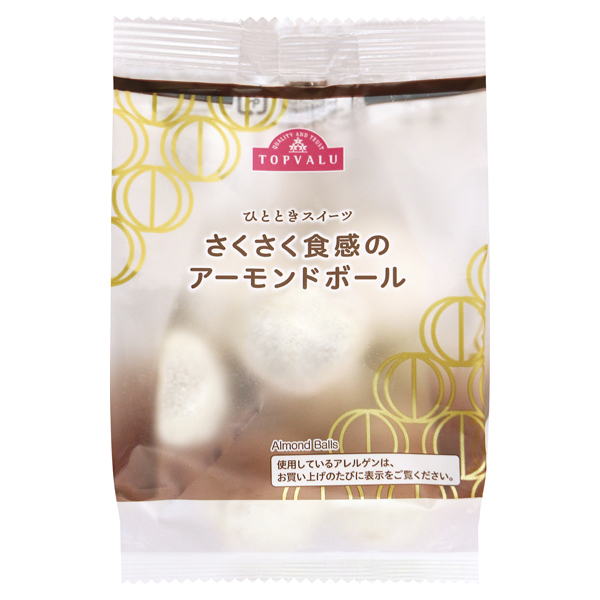 QUALITY AND TRUST
TOPVALU
ひとときスイーツ
さくさく食感の
アーモンドボール
Almond Balls
使用しているアレルゲンは、
お買い上げのたびに表示をご覧ください。